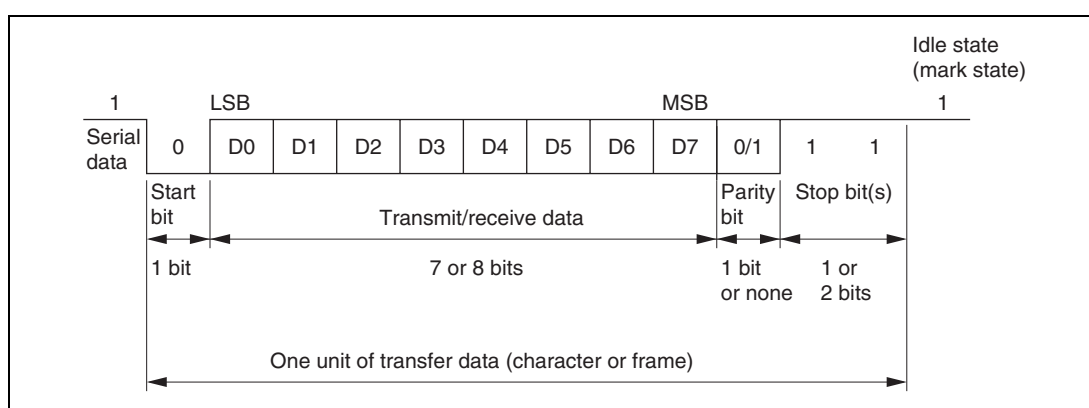 Idle state
(mark state)
1 LSB MSB 1
Serial
data
0 D0 D1 D2 D3 D4 D5 D6 D7 0/1 1 1
Start
bit
Transmit/receive data
Parity
bit
Stop bit(s)
1 bit
7 or 8 bits
1 bit
or none
1 or
2 bits
One unit of transfer data (character or frame)